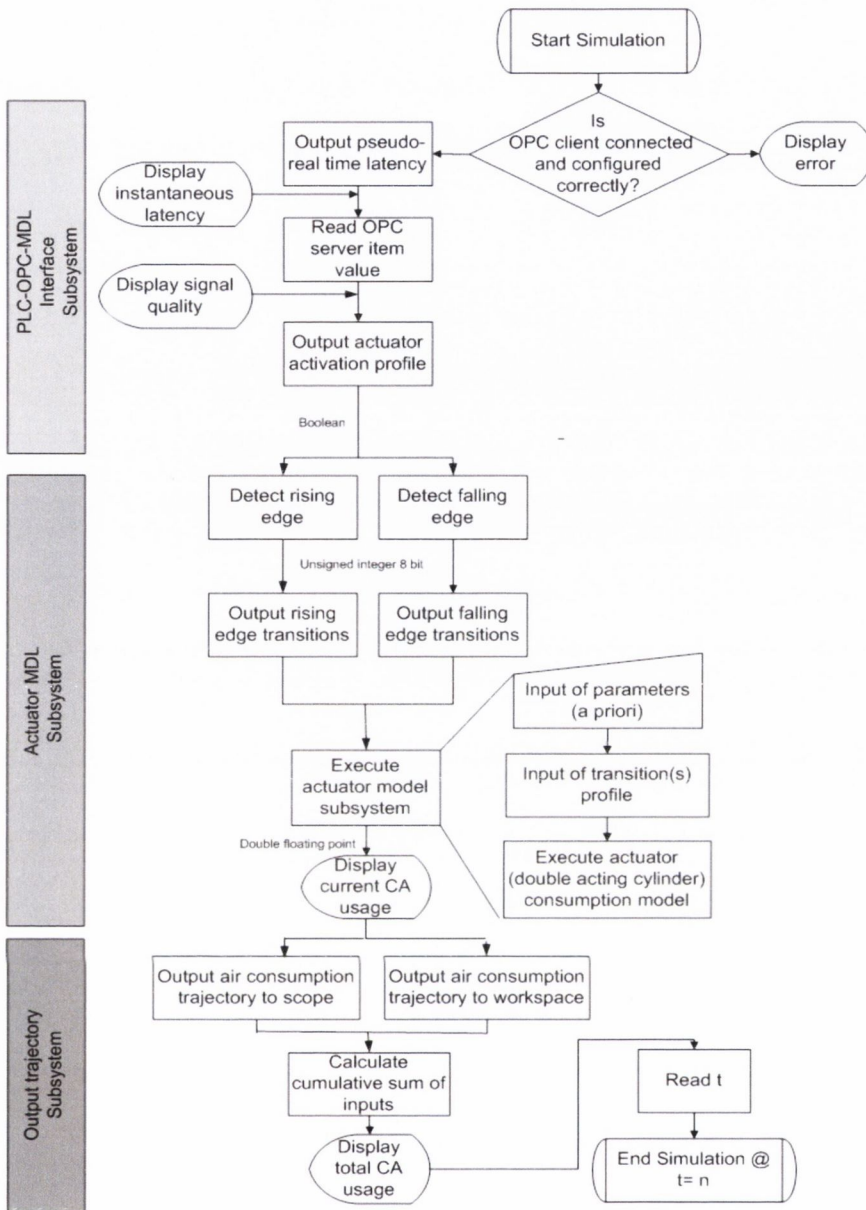 Start Simulation
Is
OPC client connected
and configured
correctly?
Display
error
Output pseudo-
real time latency
Display
instantaneous
latency
Read OPC
server item
value
Display signal
quality
Output actuator
activation profile
Boolean
PLC-OPC-MDL
Interface
Subsystem
Detect rising
edge
Detect falling
edge
Unsigned integer 8 bit
Output rising
edge transitions
Output falling
edge transitions
Input of parameters
(a priori)
Input of transition(s)
profile
Execute actuator
(double acting cylinder)
consumption model
Execute
actuator model
subsystem
Double floating point
Display
current CA
usage
Actuator MDL
Subsystem
Output air consumption
trajectory to scope
Output air consumption
trajectory to workspace
Calculate
cumulative sum of
inputs
Display
total CA
usage
Read t
End Simulation @
t= n
Output trajectory
Subsystem